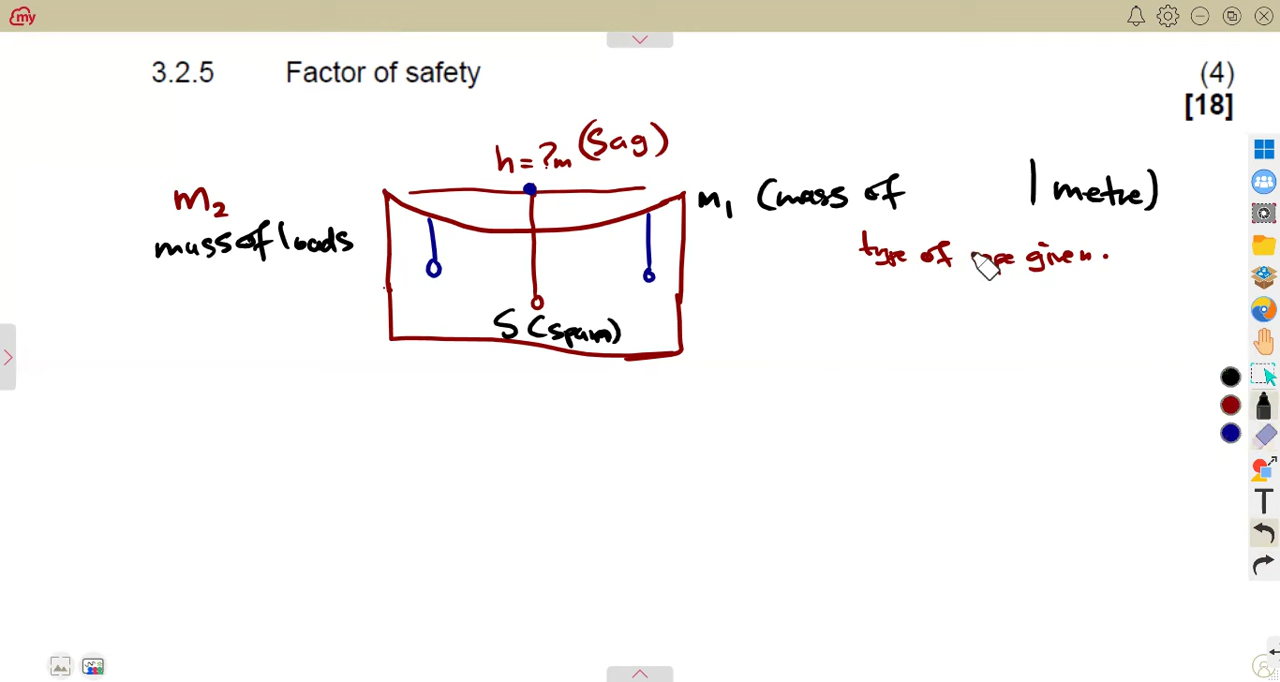 my
3.2.5 Factor of safety (4)
[18]
h = ?m (Sag)
m2
mass of loads
m1 (mass of 1 metre)
type of given.
S (span)
T